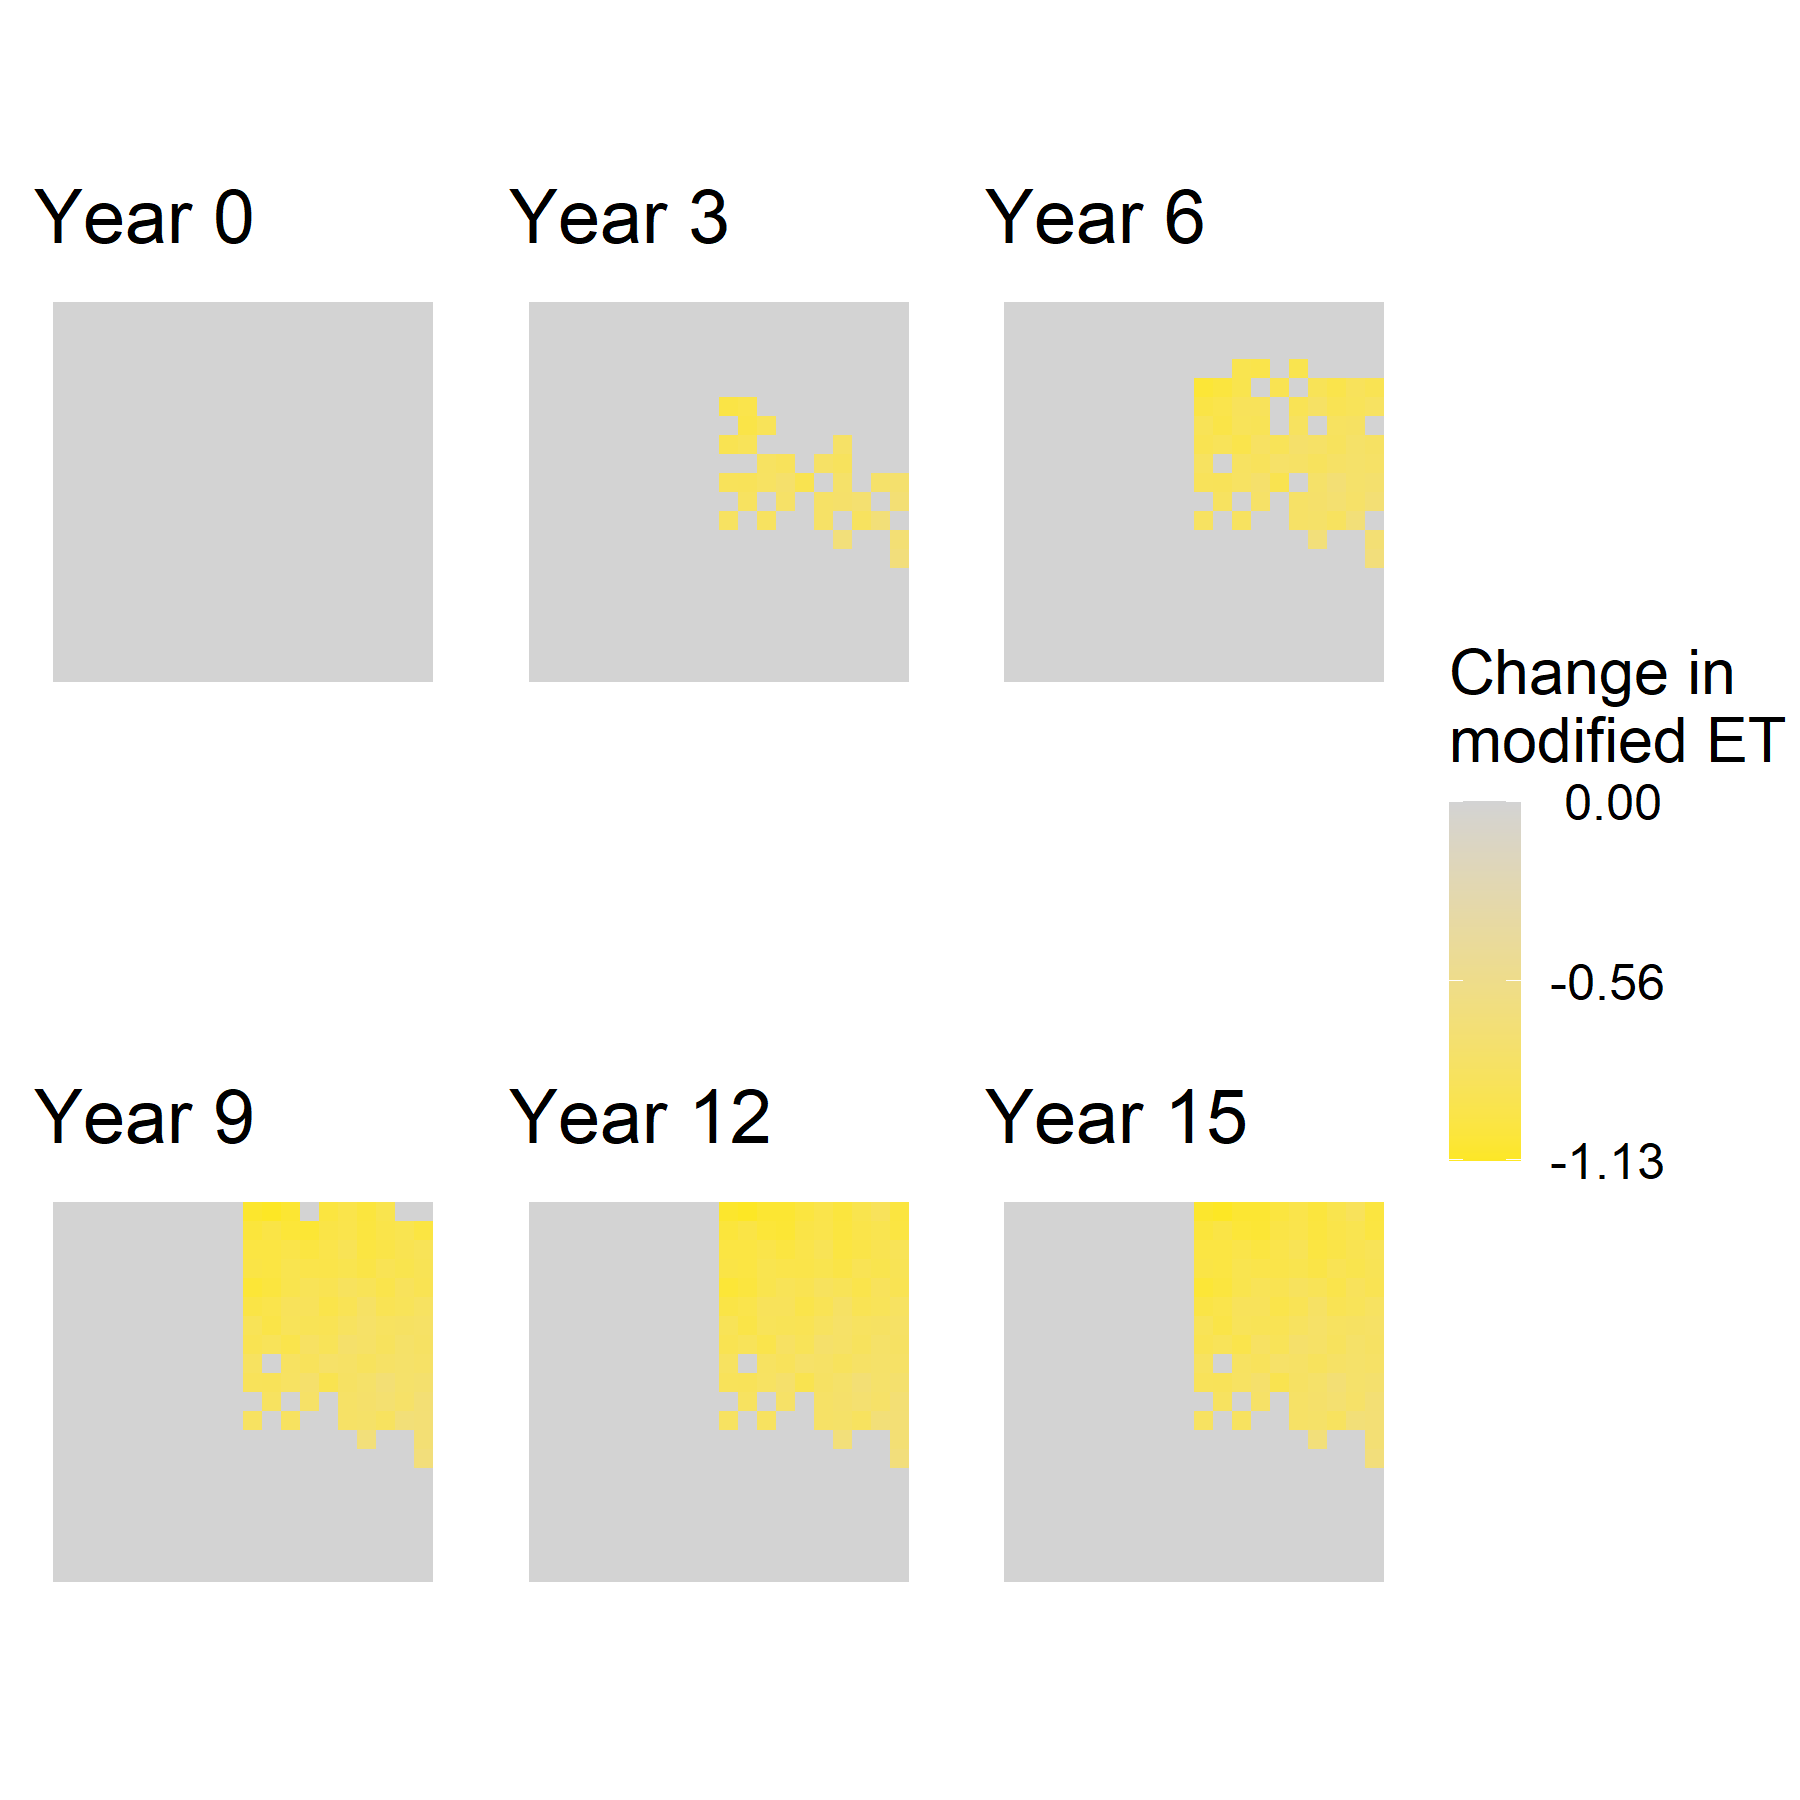 Year 0
Year 3
Year 6
Change in
modified ET
0.00
-0.56
-1.13
Year 9
Year 12
Year 15